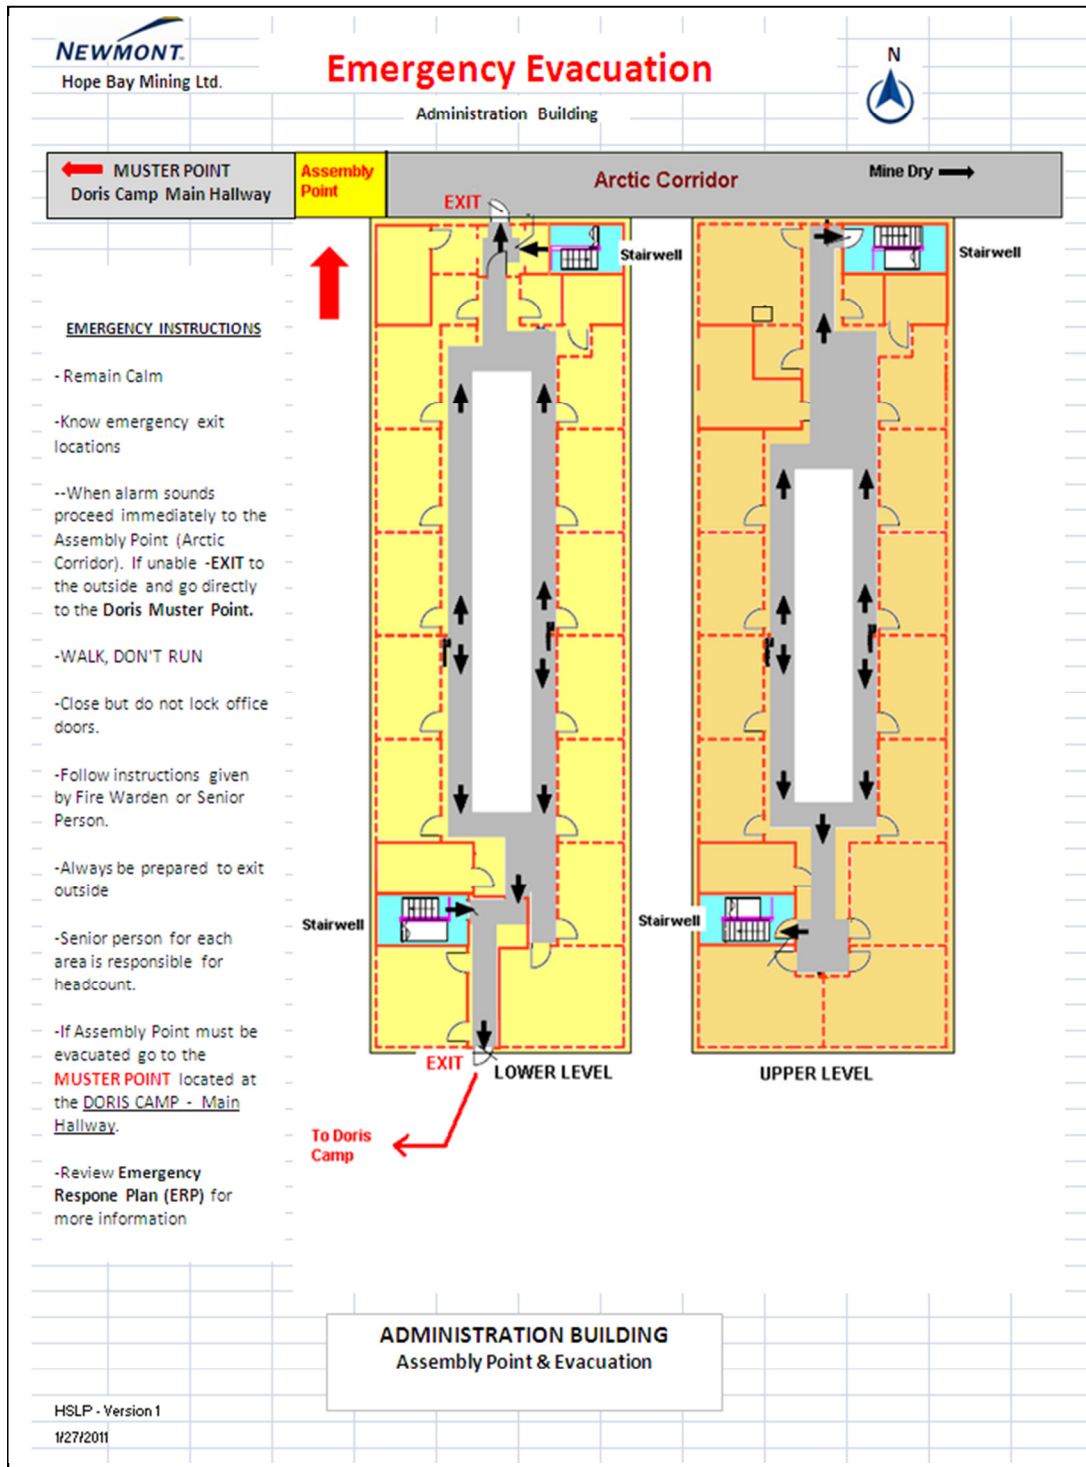 NEWMONT™
Hope Bay Mining Ltd.
Emergency Evacuation
Administration Building
N
MUSTER POINT
Doris Camp Main Hallway
Assembly
Point
Arctic Corridor
Mine Dry
EXIT
Stairwell
Stairwell
EMERGENCY INSTRUCTIONS
- Remain Calm
-Know emergency exit
locations
--When alarm sounds
proceed immediately to the
Assembly Point (Arctic
Corridor). If unable -EXIT to
the outside and go directly
to the Doris Muster Point.
-WALK, DON'T RUN
-Close but do not lock office
doors.
-Follow instructions given
by Fire Warden or Senior
Person.
-Always be prepared to exit
outside
-Senior person for each
area is responsible for
headcount.
-If Assembly Point must be
evacuated go to the
MUSTER POINT located at
the DORIS CAMP - Main
Hallway.
-Review Emergency
Respone Plan (ERP) for
more information
Stairwell
Stairwell
EXIT
LOWER LEVEL
UPPER LEVEL
To Doris
Camp
ADMINISTRATION BUILDING
Assembly Point & Evacuation
HSLP - Version 1
1/27/2011